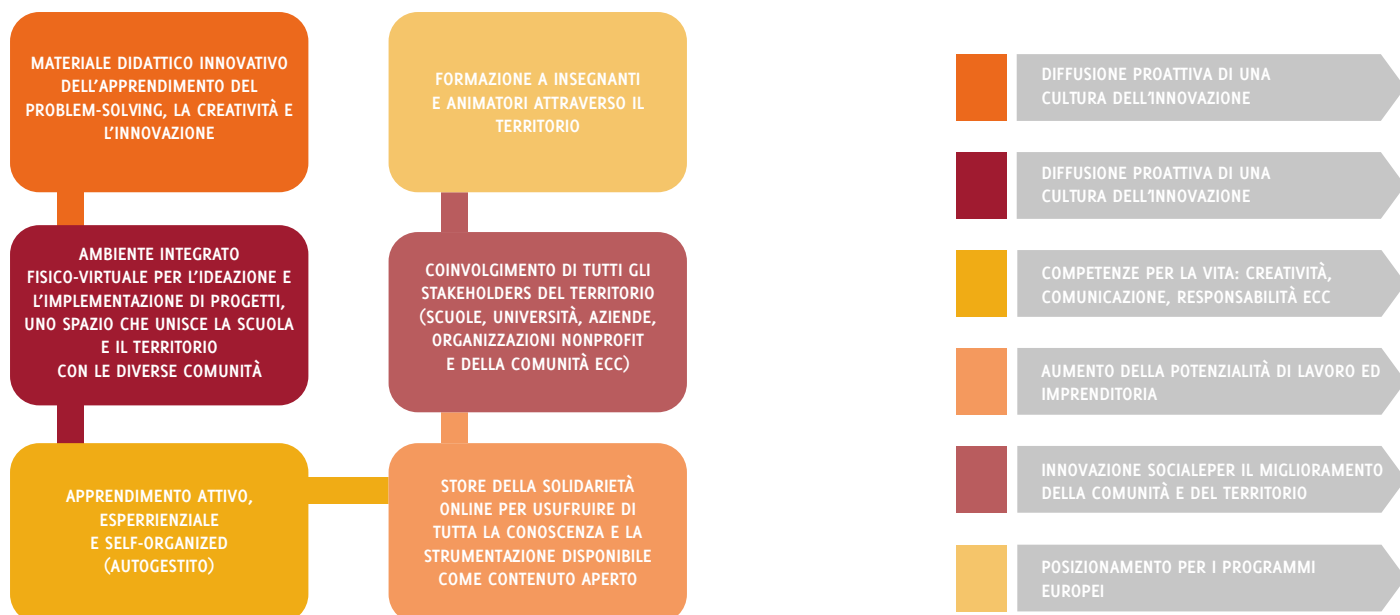 MATERIALE DIDATTICO INNOVATIVO
DELL'APPRENDIMENTO DEL
PROBLEM-SOLVING, LA CREATIVITÀ E
L'INNOVAZIONE
AMBIENTE INTEGRATO
FISICO-VIRTUALE PER L'IDEAZIONE E
L'IMPLEMENTAZIONE DI PROGETTI,
UNO SPAZIO CHE UNISCE LA SCUOLA
E IL TERRITORIO
CON LE DIVERSE COMUNITÀ
APPRENDIMENTO ATTIVO,
ESPERRIENZIALE
E SELF-ORGANIZED
(AUTOGESTITO)
STORE DELLA SOLIDARIETÀ
ONLINE PER USUFRUIRE DI
TUTTA LA CONOSCENZA E LA
STRUMENTAZIONE DISPONIBILE
COME CONTENUTO APERTO
COINVOLGIMENTO DI TUTTI GLI
STAKEHOLDERS DEL TERRITORIO
(SCUOLE, UNIVERSITÀ, AZIENDE,
ORGANIZZAZIONI NONPROFIT
E DELLA COMUNITÀ ECC)
FORMAZIONE A INSEGNANTI
E ANIMATORI ATTRAVERSO IL
TERRITORIO
DIFFUSIONE PROATTIVA DI UNA
CULTURA DELL'INNOVAZIONE
DIFFUSIONE PROATTIVA DI UNA
CULTURA DELL'INNOVAZIONE
COMPETENZE PER LA VITA: CREATIVITÀ,
COMUNICAZIONE, RESPONSABILITÀ ECC
AUMENTO DELLA POTENZIALITÀ DI LAVORO ED
IMPRENDITORIA
INNOVAZIONE SOCIALEPER IL MIGLIORAMENTO
DELLA COMUNITÀ E DEL TERRITORIO
POSIZIONAMENTO PER I PROGRAMMI
EUROPEI